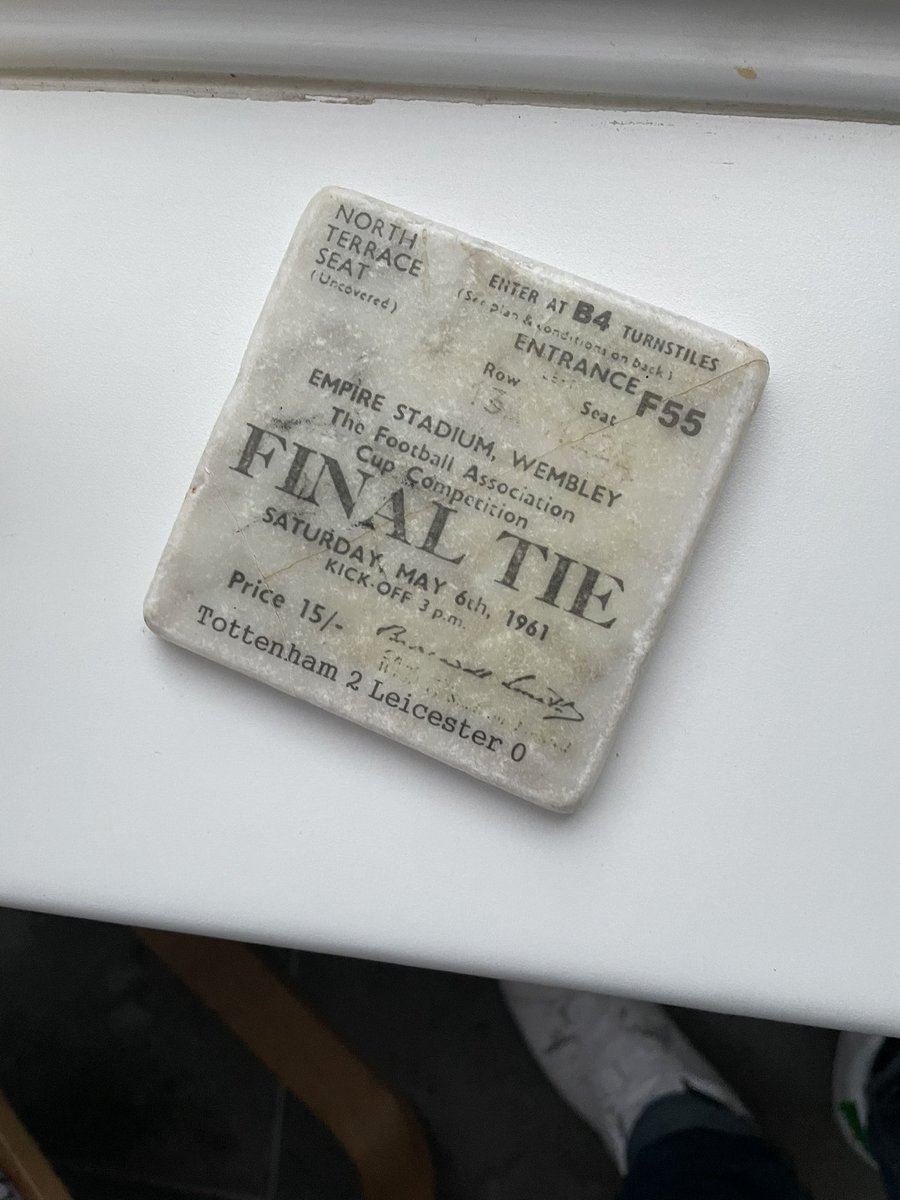 NORTH
TERRACE
SEAT
(Uncovered)
ENTER AT B4 TURNSTILES
(See plan & conditions on back)
ENTRANCE F55
Row
Seat
EMPIRE STADIUM, WEMBLEY
The Football Association
Cup Competition
FINAL TIE
SATURDAY, MAY 6th, 1961
KICK-OFF 3 p.m.
Price 15/-
Tottenham 2 Leicester 0